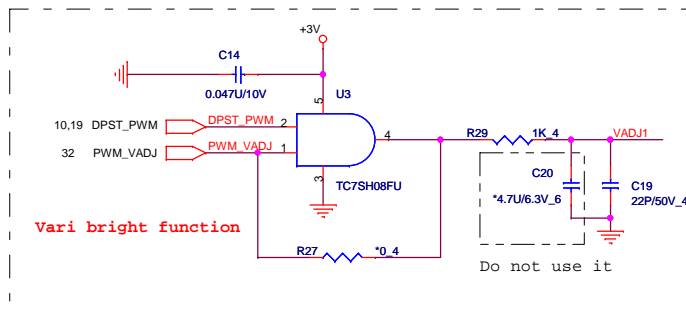 +3V
C14
0.047U/10V
U3
5
10,19 DPST_PWM DPST_PWM 2
32 PWM_VADJ PWM_VADJ 1
4
3
TC7SH08FU
R29 1K_4 VADJ1
C20
*4.7U/6.3V_6
C19
22P/50V_4
Vari bright function
R27 *0_4
Do not use it